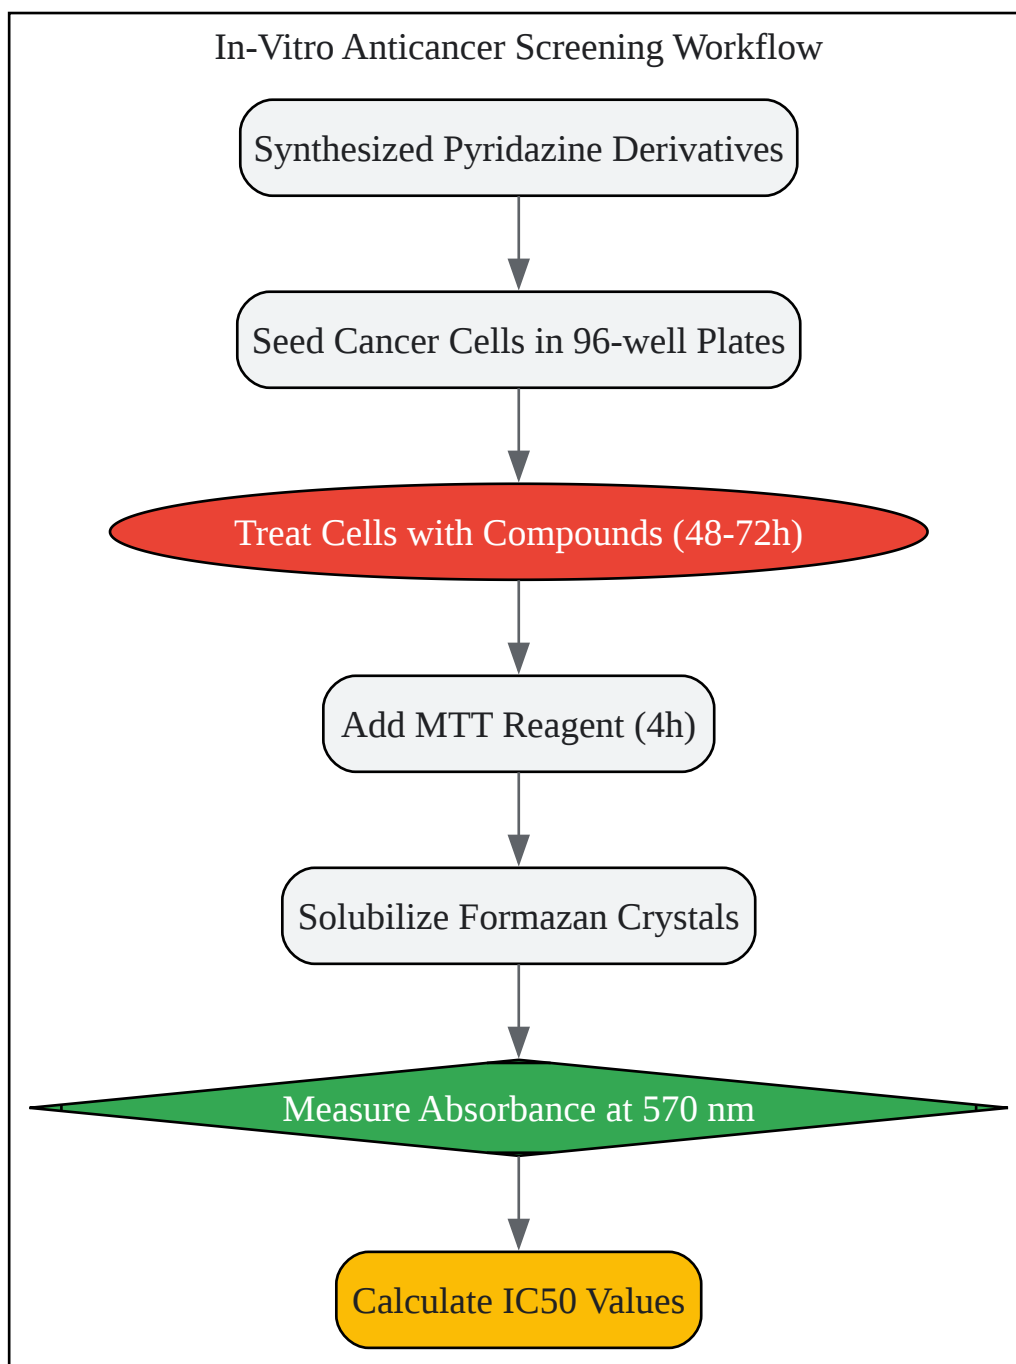 In-Vitro Anticancer Screening Workflow
Synthesized Pyridazine Derivatives
Seed Cancer Cells in 96-well Plates
Treat Cells with Compounds (48-72h)
Add MTT Reagent (4h)
Solubilize Formazan Crystals
Measure Absorbance at 570 nm
Calculate IC50 Values